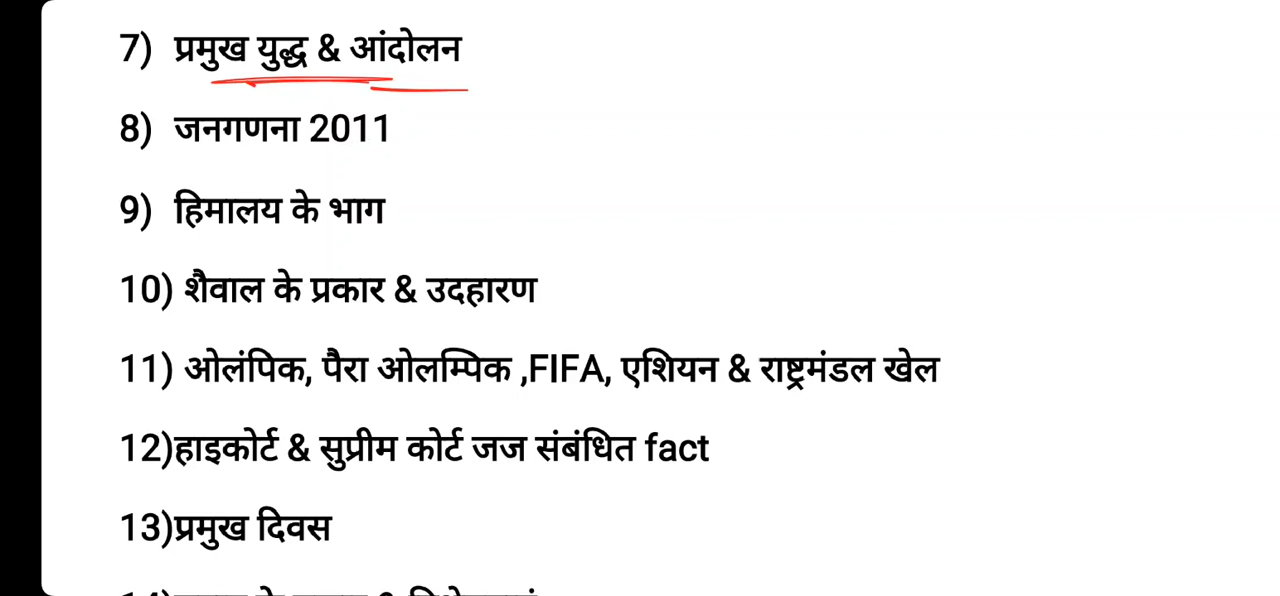 7) प्रमुख युद्ध & आंदोलन
8) जनगणना 2011
9) हिमालय के भाग
10) शैवाल के प्रकार & उदहारण
11) ओलंपिक, पैरा ओलम्पिक ,FIFA, एशियन & राष्ट्रमंडल खेल
12)हाइकोर्ट & सुप्रीम कोर्ट जज संबंधित fact
13)प्रमुख दिवस